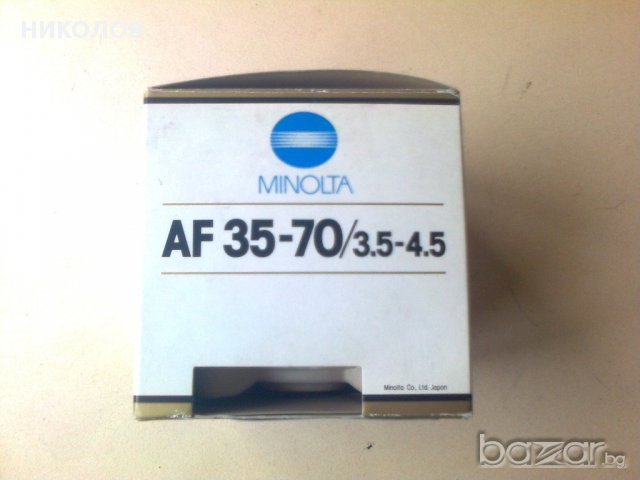 НИКОЛОВ
MINOLTA
AF 35-70/3.5-4.5
Minolta Co., Ltd. Japan
bazar.bg